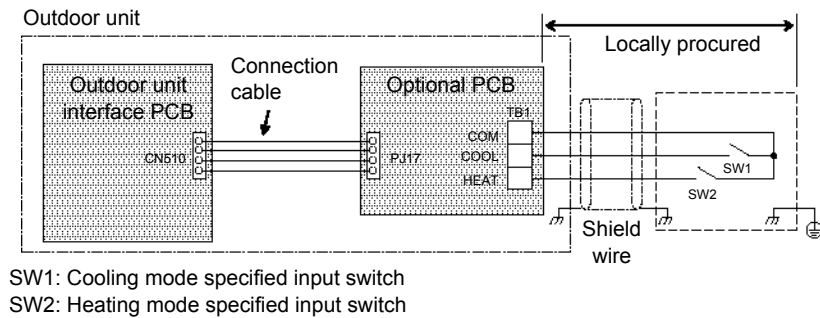 Outdoor unit
Locally procured
Outdoor unit
interface PCB
Connection
cable
Optional PCB
TB1
COM
COOL
HEAT
CN510
PJ17
SW1
SW2
Shield
wire
SW1: Cooling mode specified input switch
SW2: Heating mode specified input switch